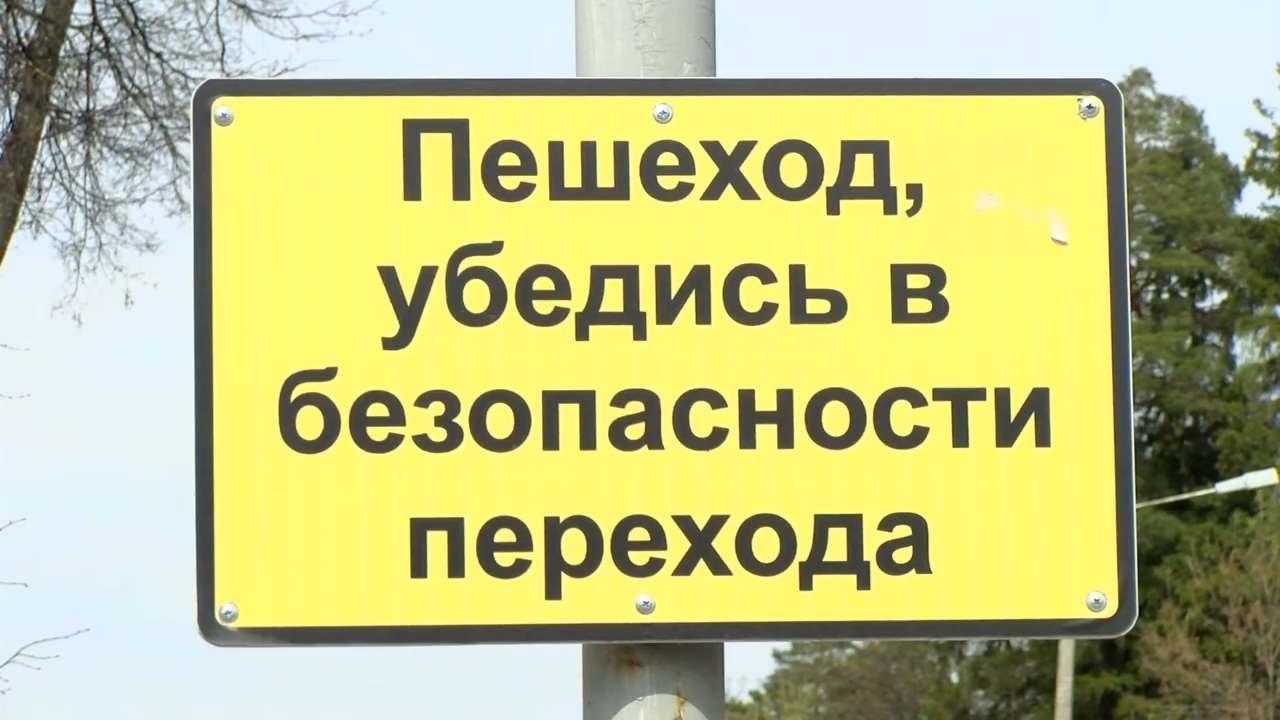 Пешеход,
убедись в
безопасности
перехода